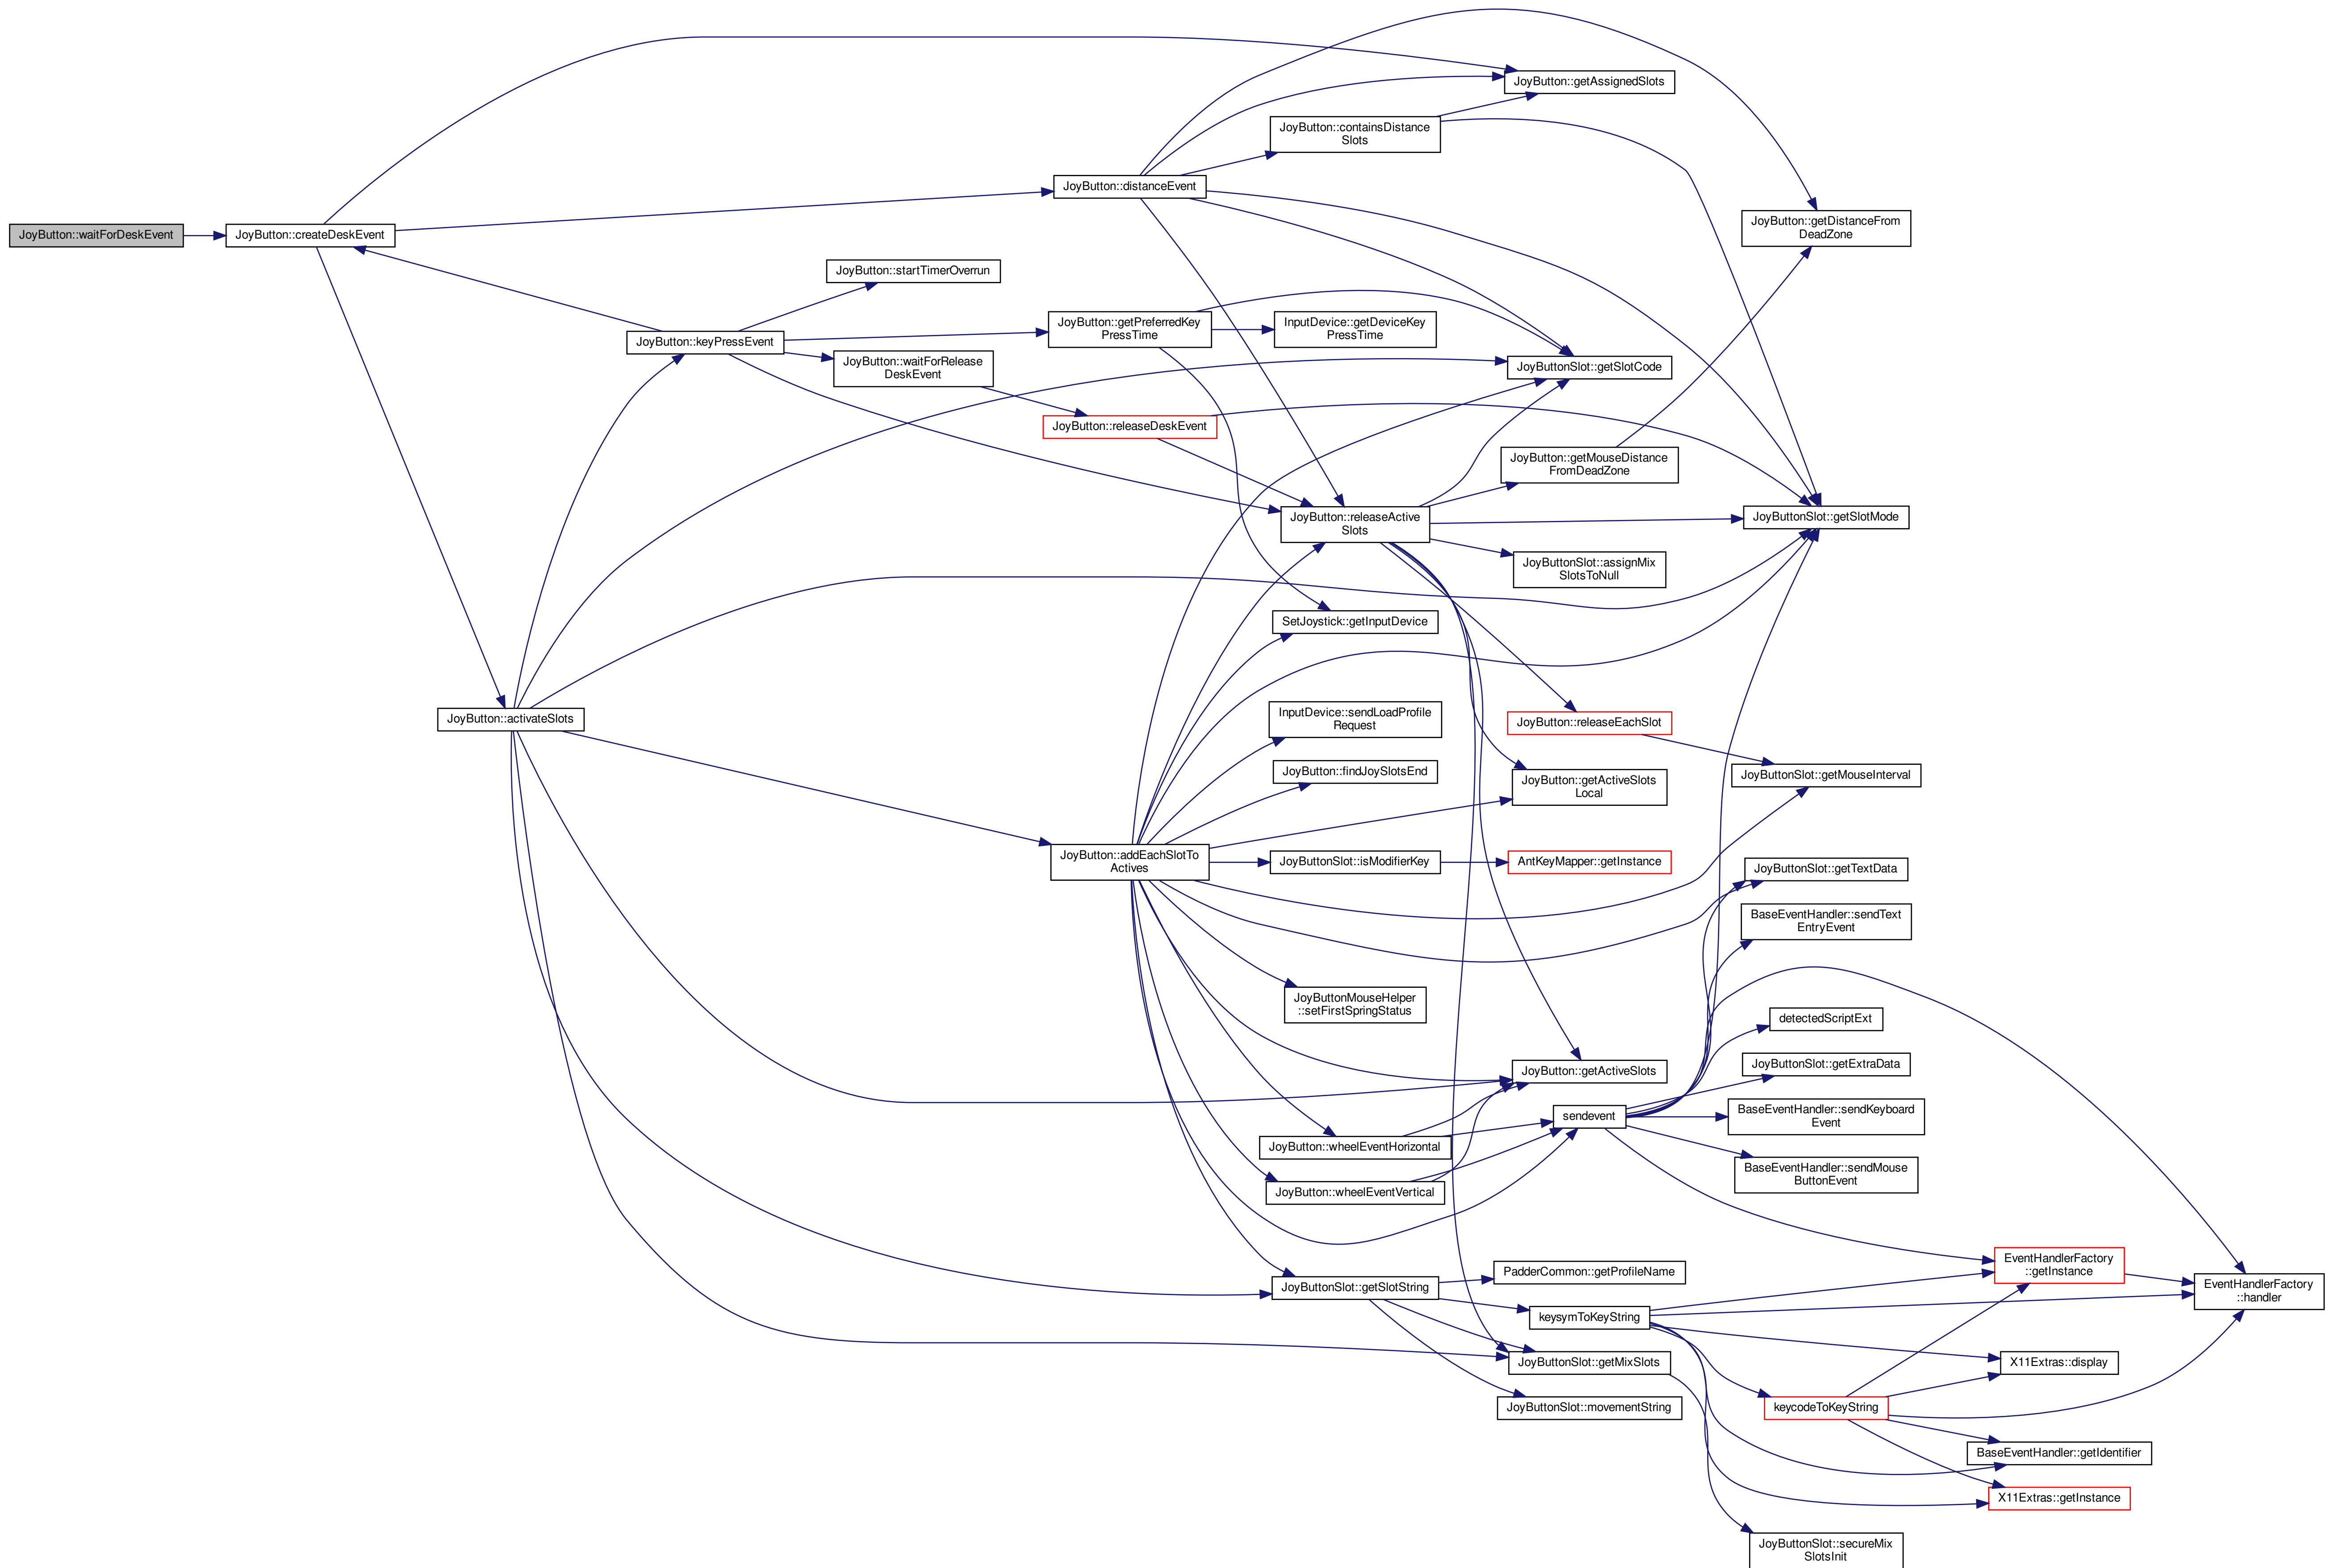 JoyButton::waitForDeskEvent
JoyButton::createDeskEvent
JoyButton::activateSlots
JoyButton::keyPressEvent
JoyButton::startTimerOverrun
JoyButton::waitForRelease
DeskEvent
JoyButton::distanceEvent
JoyButton::getPreferredKey
PressTime
JoyButton::releaseDeskEvent
JoyButton::addEachSlotTo
Actives
JoyButton::containsDistance
Slots
InputDevice::getDeviceKey
PressTime
JoyButton::releaseActive
Slots
SetJoystick::getInputDevice
InputDevice::sendLoadProfile
Request
JoyButton::findJoySlotsEnd
JoyButtonSlot::isModifierKey
JoyButtonMouseHelper
::setFirstSpringStatus
JoyButton::wheelEventHorizontal
JoyButton::wheelEventVertical
JoyButtonSlot::getSlotString
JoyButton::getAssignedSlots
JoyButtonSlot::getSlotCode
JoyButton::getMouseDistance
FromDeadZone
JoyButtonSlot::assignMix
SlotsToNull
JoyButton::releaseEachSlot
JoyButton::getActiveSlots
Local
AntKeyMapper::getInstance
JoyButton::getActiveSlots
sendevent
PadderCommon::getProfileName
keysymToKeyString
JoyButtonSlot::getMixSlots
JoyButtonSlot::movementString
JoyButton::getDistanceFrom
DeadZone
JoyButtonSlot::getSlotMode
JoyButtonSlot::getMouseInterval
JoyButtonSlot::getTextData
BaseEventHandler::sendText
EntryEvent
detectedScriptExt
JoyButtonSlot::getExtraData
BaseEventHandler::sendKeyboard
Event
BaseEventHandler::sendMouse
ButtonEvent
keycodeToKeyString
JoyButtonSlot::secureMix
SlotsInit
EventHandlerFactory
::getInstance
X11Extras::display
BaseEventHandler::getIdentifier
X11Extras::getInstance
EventHandlerFactory
::handler